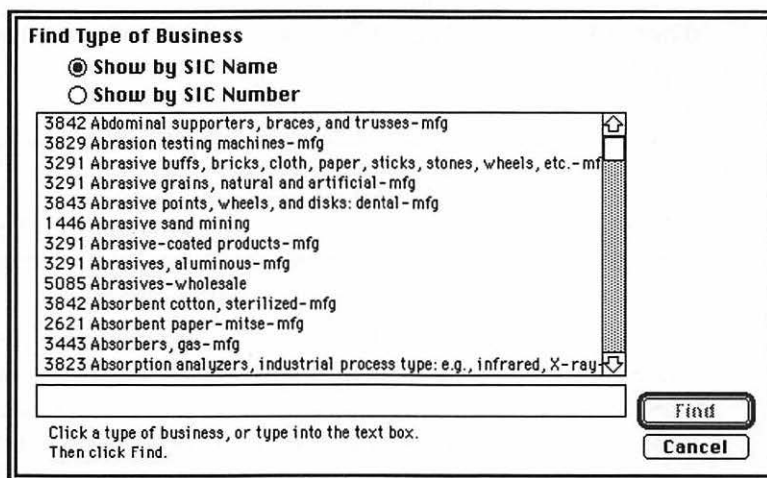 Find Type of Business
Show by SIC Name
Show by SIC Number
3842 Abdominal supporters, braces, and trusses-mfg
3829 Abrasion testing machines-mfg
3291 Abrasive buffs, bricks, cloth, paper, sticks, stones, wheels, etc.-mf
3291 Abrasive grains, natural and artificial-mfg
3843 Abrasive points, wheels, and disks: dental-mfg
1446 Abrasive sand mining
3291 Abrasive-coated products-mfg
3291 Abrasives, aluminous-mfg
5085 Abrasives-wholesale
3842 Absorbent cotton, sterilized-mfg
2621 Absorbent paper-mitse-mfg
3443 Absorbers, gas-mfg
3823 Absorption analyzers, industrial process type: e.g., infrared, X-ray-
Find
Click a type of business, or type into the text box.
Then click Find.
Cancel